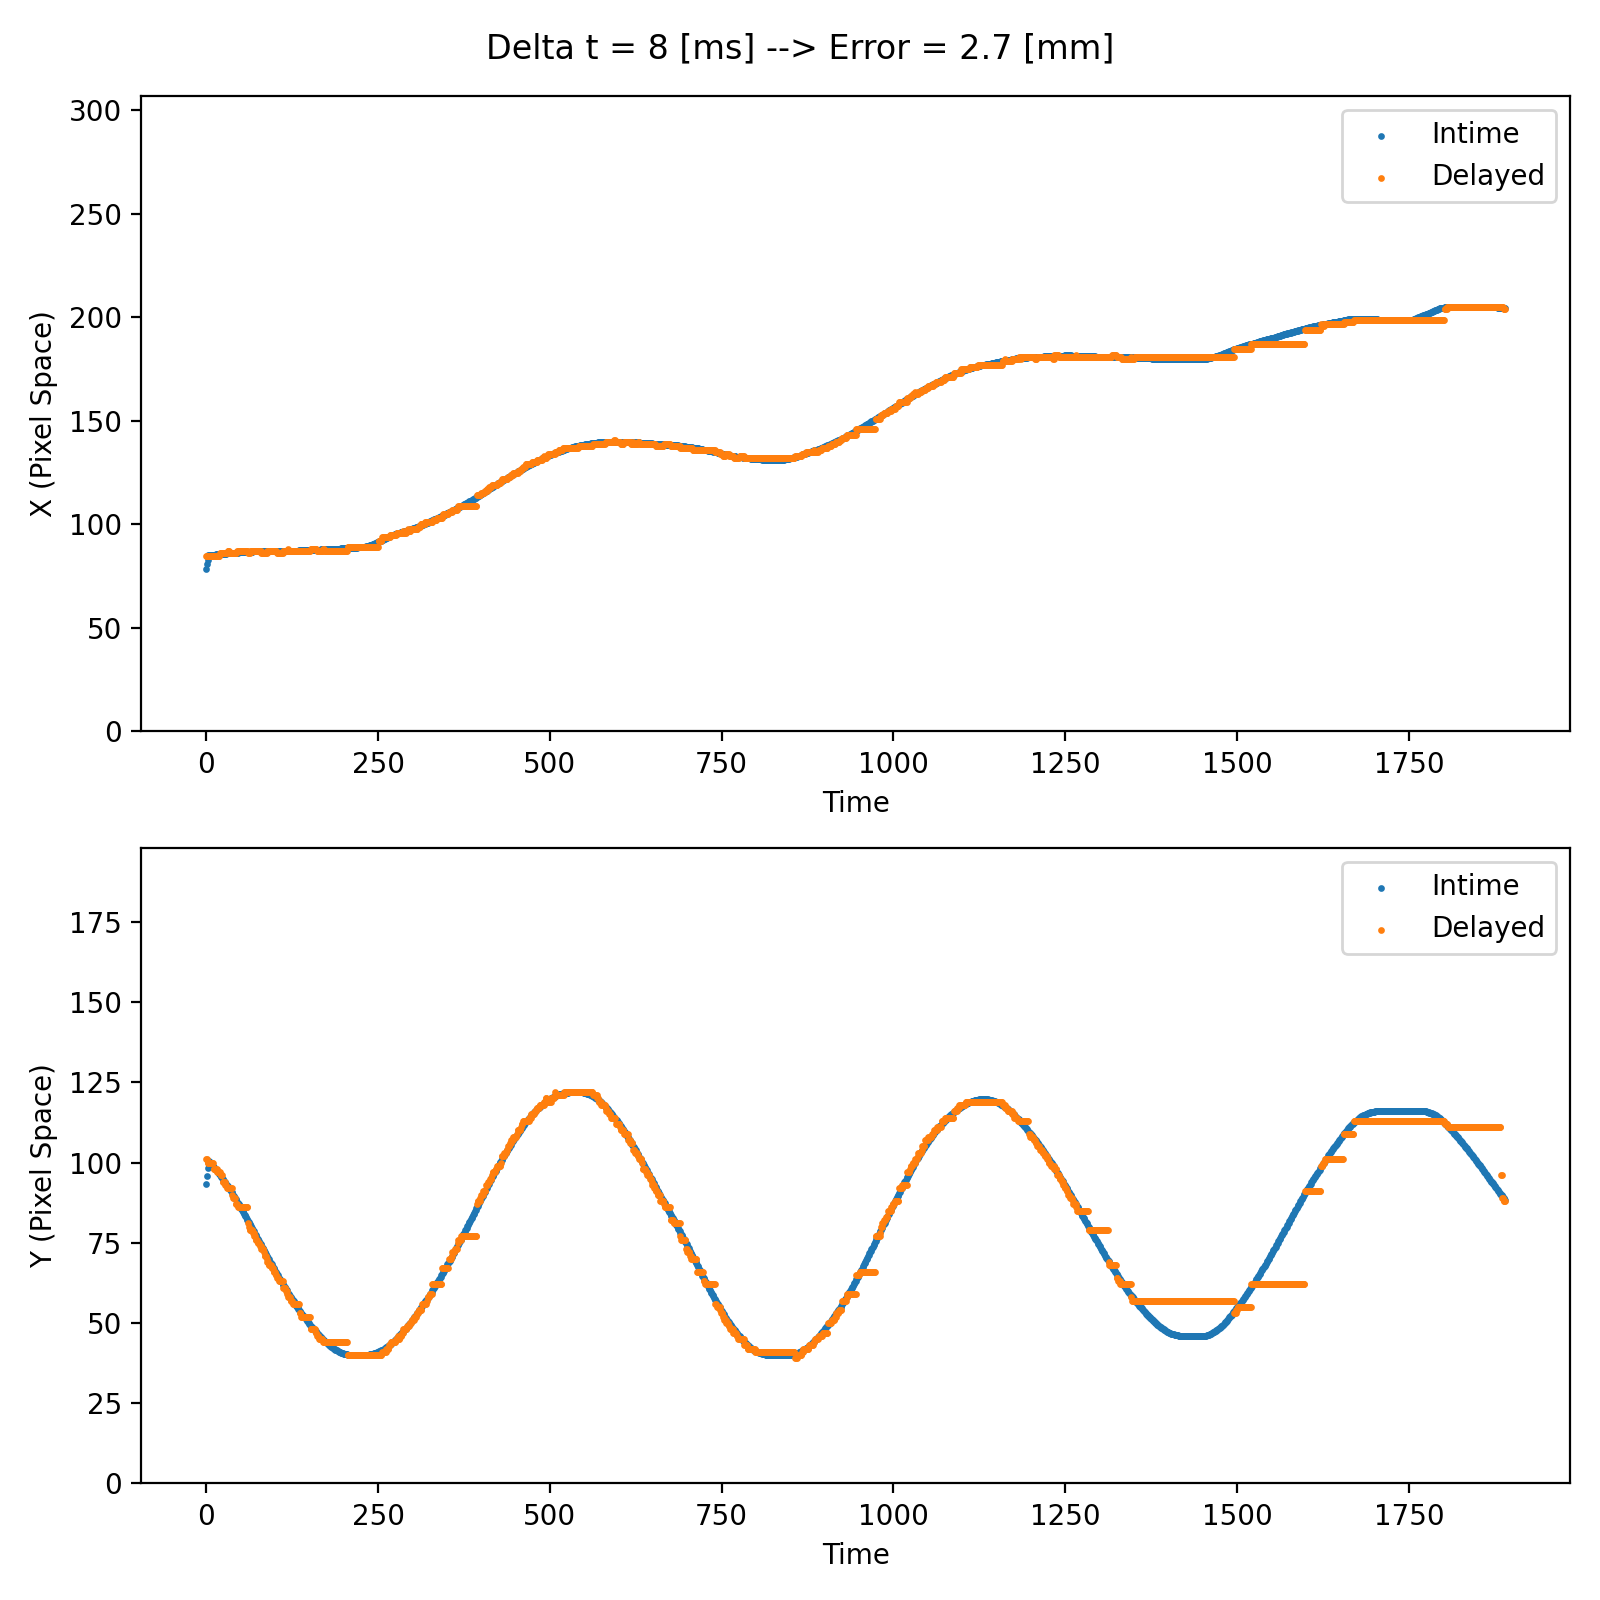 Delta t = 8 [ms] --> Error = 2.7 [mm]
300
250
200
150
100
50
0
X (Pixel Space)
Intime
Delayed
0 250 500 750 1000 1250 1500 1750
Time
175
150
125
100
75
50
25
0
Y (Pixel Space)
Intime
Delayed
0 250 500 750 1000 1250 1500 1750
Time